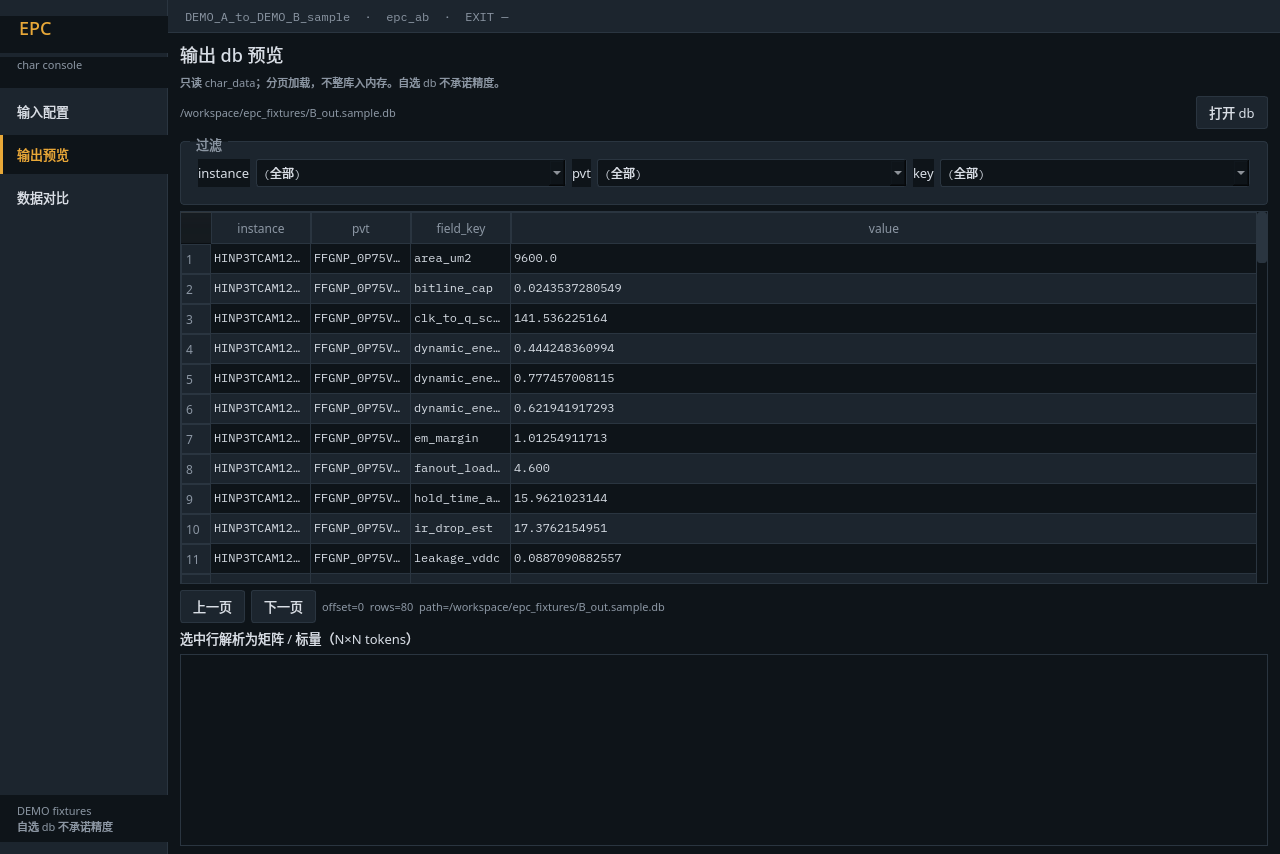 EPC
char console
输入配置
输出预览
数据对比
DEMO fixtures
自选 db 不承诺精度
DEMO_A_to_DEMO_B_sample · epc_ab · EXIT —
输出 db 预览
只读 char_data；分页加载，不整库入内存。自选 db 不承诺精度。
/workspace/epc_fixtures/B_out.sample.db 打开 db
过滤
instance （全部） pvt （全部） key （全部）
instance pvt field_key value
1 HINP3TCAM12… FFGNP_0P75V… area_um2 9600.0
2 HINP3TCAM12… FFGNP_0P75V… bitline_cap 0.0243537280549
3 HINP3TCAM12… FFGNP_0P75V… clk_to_q_sc… 141.536225164
4 HINP3TCAM12… FFGNP_0P75V… dynamic_ene… 0.444248360994
5 HINP3TCAM12… FFGNP_0P75V… dynamic_ene… 0.777457008115
6 HINP3TCAM12… FFGNP_0P75V… dynamic_ene… 0.621941917293
7 HINP3TCAM12… FFGNP_0P75V… em_margin 1.01254911713
8 HINP3TCAM12… FFGNP_0P75V… fanout_load… 4.600
9 HINP3TCAM12… FFGNP_0P75V… hold_time_a… 15.9621023144
10 HINP3TCAM12… FFGNP_0P75V… ir_drop_est 17.3762154951
11 HINP3TCAM12… FFGNP_0P75V… leakage_vddc 0.0887090882557
上一页 下一页 offset=0 rows=80 path=/workspace/epc_fixtures/B_out.sample.db
选中行解析为矩阵 / 标量（N×N tokens）